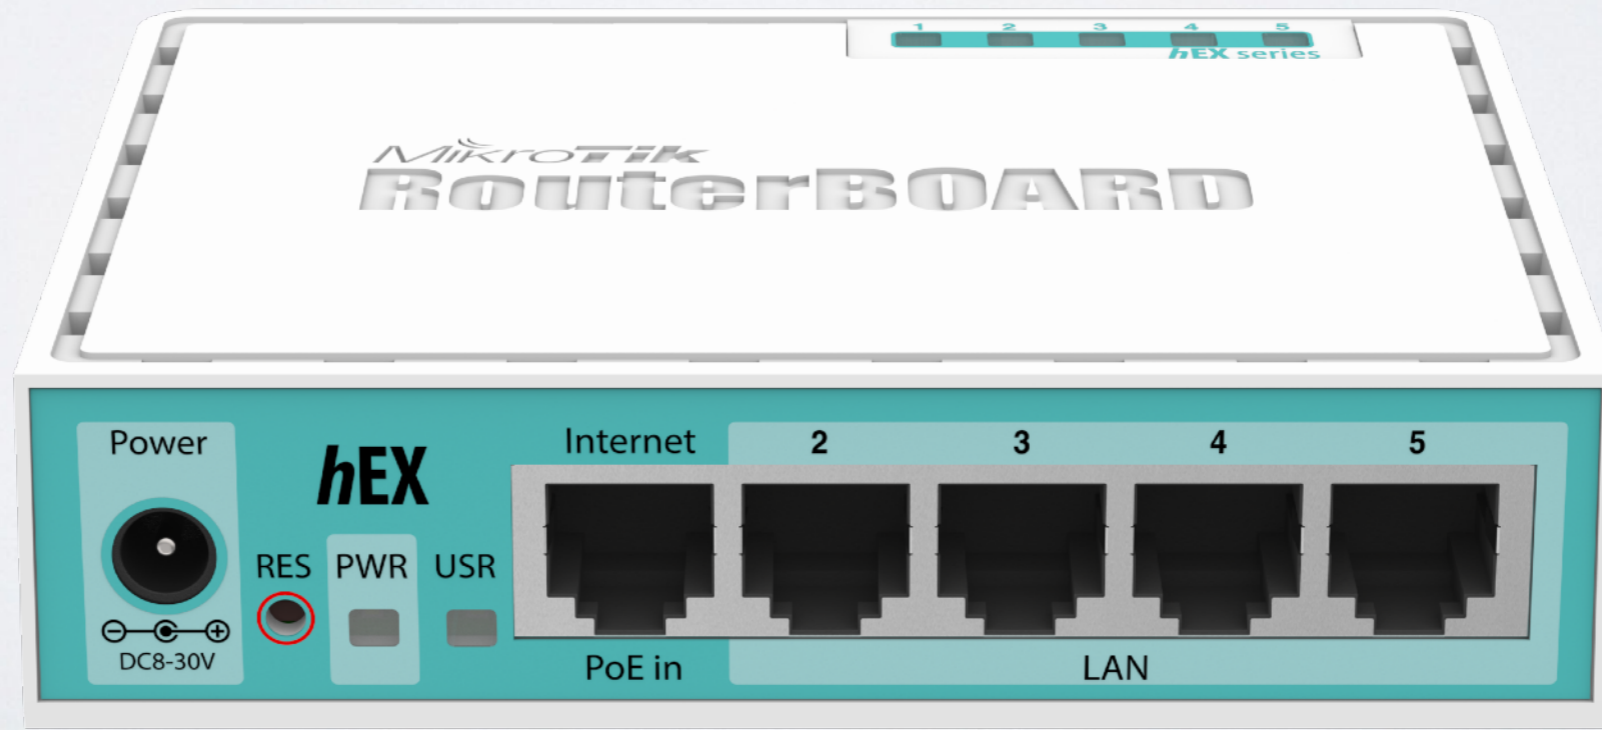 1 2 3 4 5
hEX series
MikroTik
RouterBOARD
Power
hEX
Internet
2
3
4
5
RES
PWR
USR
DC8-30V
PoE in
LAN